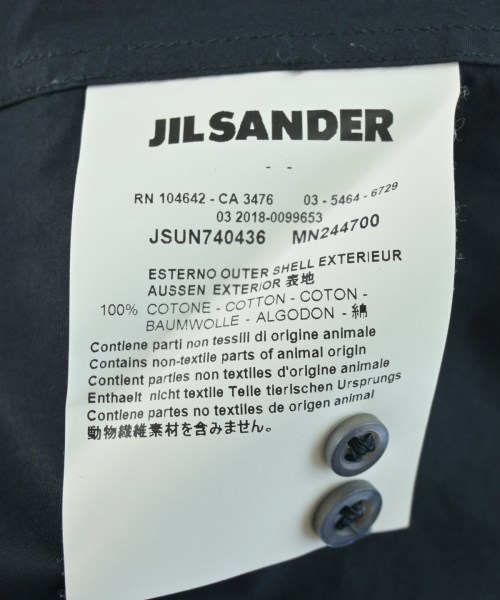 JIL SANDER
- -
RN 104642 - CA 3476 03 - 5464 - 6729
03 2018-0099653
JSUN740436 MN244700
ESTERNO OUTER SHELL EXTERIEUR
AUSSEN EXTERIOR 表地
100% COTONE - COTTON - COTON -
BAUMWOLLE - ALGODON - 綿
Contiene parti non tessili di origine animale
Contains non-textile parts of animal origin
Contient parties non textiles d'origine animale
Enthaelt nicht textile Teile tierischen Ursprungs
Contiene partes no textiles de origen animal
動物繊維素材を含みません。